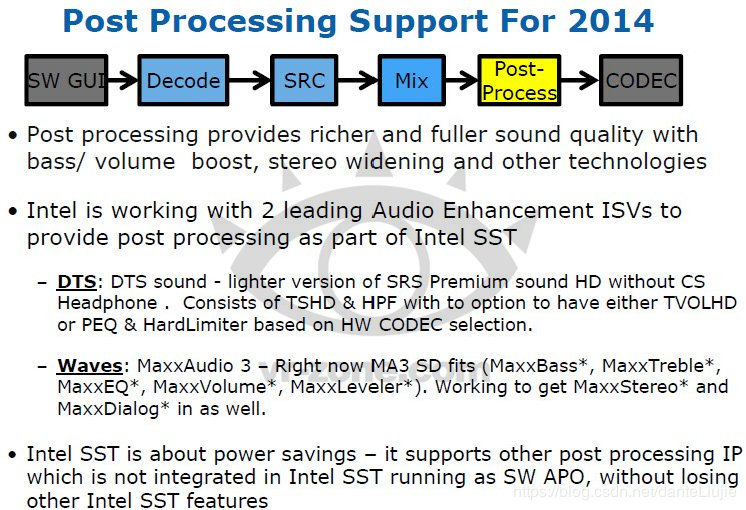 Post Processing Support For 2014
SW GUI
Decode
SRC
Mix
Post-
Process
CODEC
• Post processing provides richer and fuller sound quality with
bass/ volume boost, stereo widening and other technologies
• Intel is working with 2 leading Audio Enhancement ISVs to
provide post processing as part of Intel SST
– DTS: DTS sound - lighter version of SRS Premium sound HD without CS
Headphone . Consists of TSHD & HPF with to option to have either TVOLHD
or PEQ & HardLimiter based on HW CODEC selection.
– Waves: MaxxAudio 3 – Right now MA3 SD fits (MaxxBass*, MaxxTreble*,
MaxxEQ*, MaxxVolume*, MaxxLeveler*). Working to get MaxxStereo* and
MaxxDialog* in as well.
vr-zone.com
• Intel SST is about power savings – it supports other post processing IP
which is not integrated in Intel SST running as SW APO, without losing
other Intel SST features
https://blog.csdn.net/danteLiujie